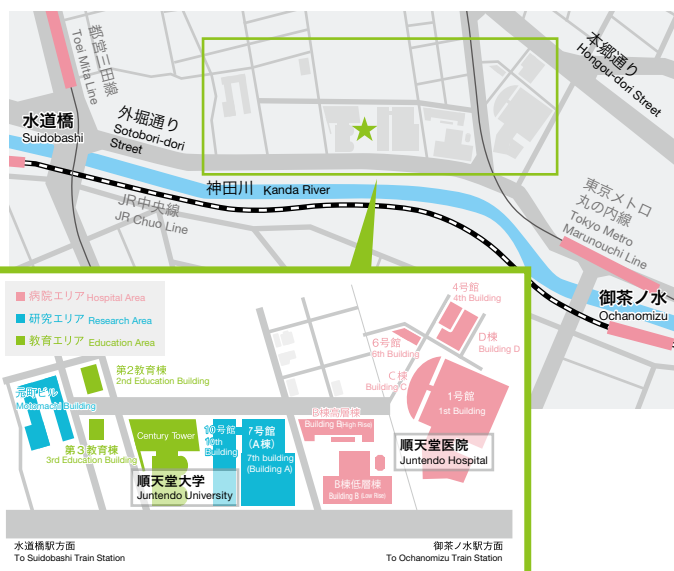 都営三田線
Toei Mita Line
水道橋
Suidobashi
外堀通り
Sotobori-dori
Street
本郷通り
Hongou-dori Street
神田川 Kanda River
JR中央線
JR Chuo Line
東京メトロ
丸の内線
Tokyo Metro
Marunouchi Line
御茶ノ水
Ochanomizu
病院エリア Hospital Area
研究エリア Research Area
教育エリア Education Area
4号館
4th Building
6号館
6th Building
D棟
Building D
C棟
Building C
1号館
1st Building
第2教育棟
2nd Education Building
元町ビル
Motomachi Building
第3教育棟
3rd Education Building
Century Tower
10号館
10th
Building
7号館
(A棟)
7th building
(Building A)
B棟高層棟
Building B (High Rise)
順天堂医院
Juntendo Hospital
順天堂大学
Juntendo University
B棟低層棟
Building B (Low Rise)
水道橋駅方面
To Suidobashi Train Station
御茶ノ水駅方面
To Ochanomizu Train Station